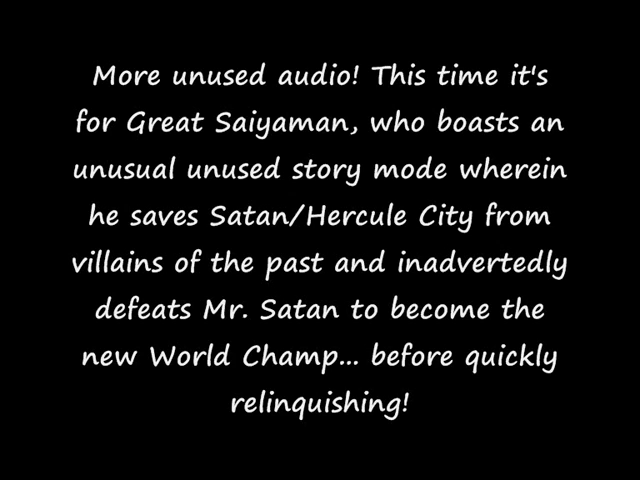 More unused audio! This time it's
for Great Saiyaman, who boasts an
unusual unused story mode wherein
he saves Satan/Hercule City from
villains of the past and inadvertedly
defeats Mr. Satan to become the
new World Champ... before quickly
relinquishing!